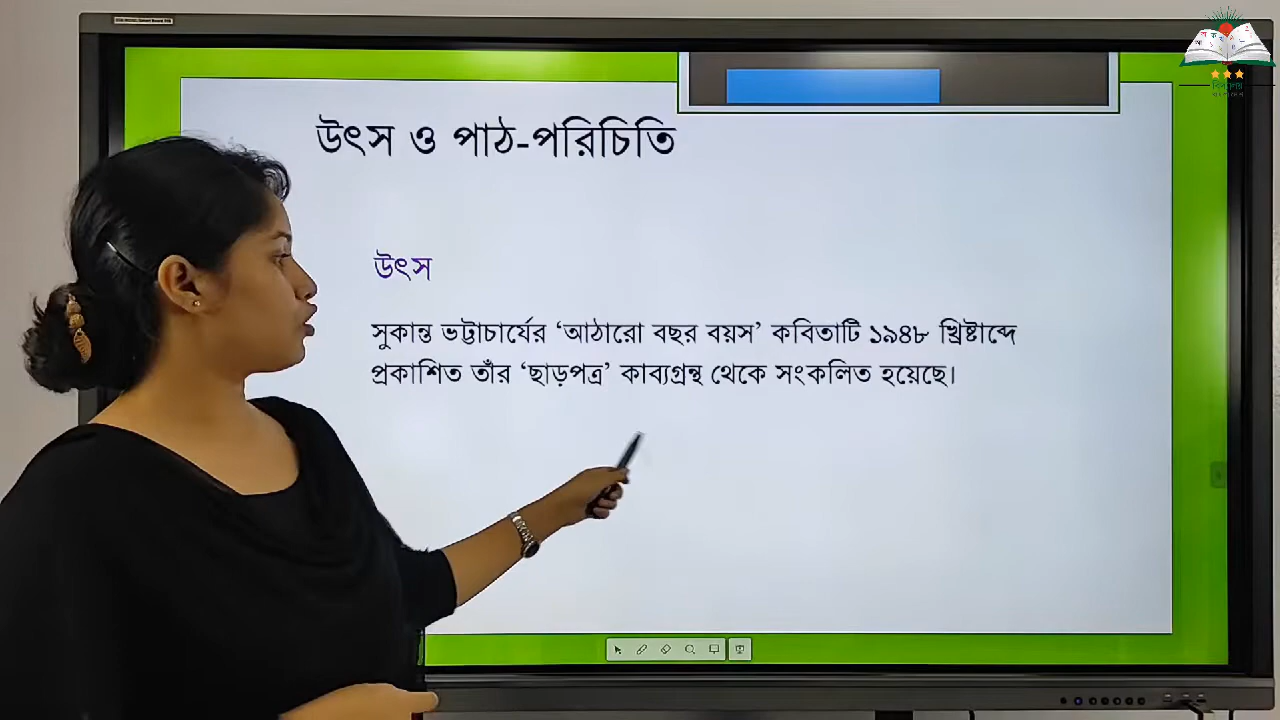 উৎস ও পাঠ-পরিচিতি
উৎস
সুকান্ত ভট্টাচার্যের ‘আঠারো বছর বয়স’ কবিতাটি ১৯৪৮ খ্রিষ্টাব্দে
প্রকাশিত তাঁর ‘ছাড়পত্র’ কাব্যগ্রন্থ থেকে সংকলিত হয়েছে।